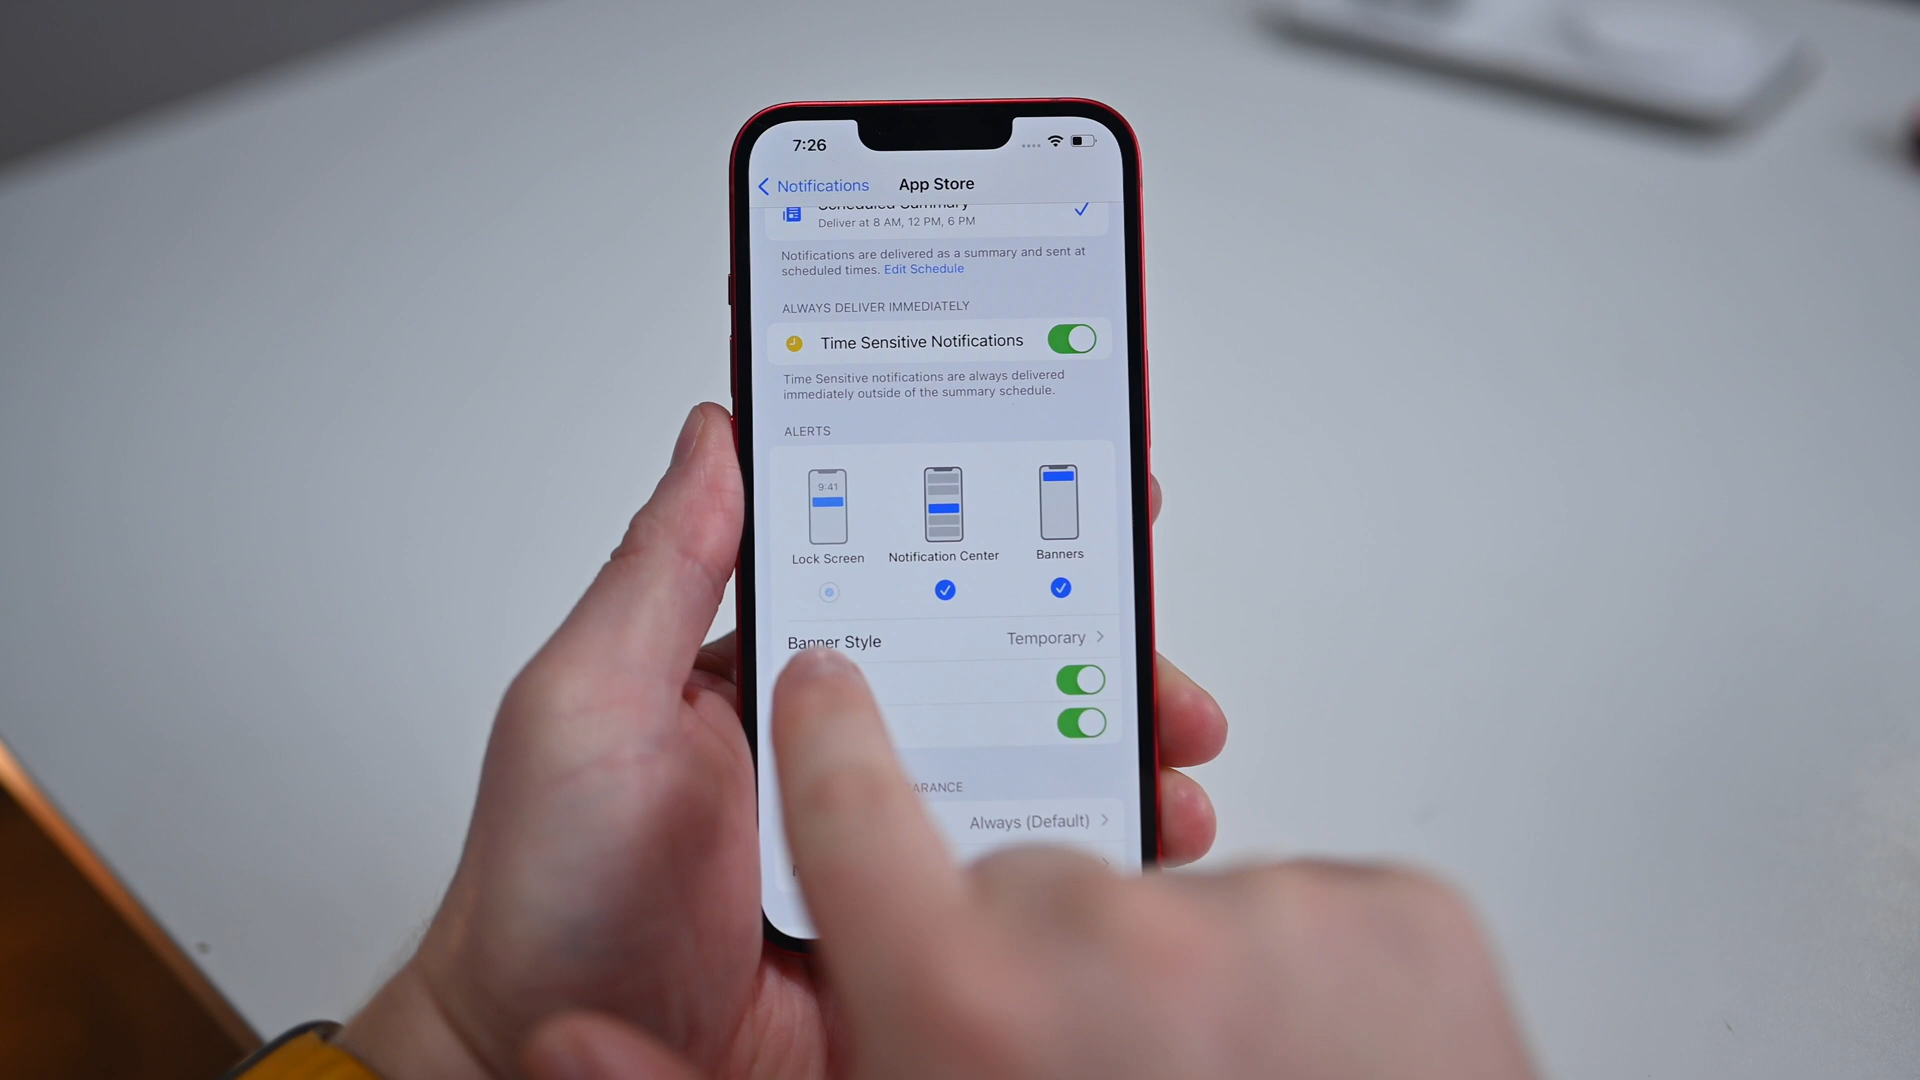 7:26
Notifications
App Store
Scheduled Summary
Deliver at 8 AM, 12 PM, 6 PM
Notifications are delivered as a summary and sent at
scheduled times. Edit Schedule
ALWAYS DELIVER IMMEDIATELY
Time Sensitive Notifications
Time Sensitive notifications are always delivered
immediately outside of the summary schedule.
ALERTS
9:41
Lock Screen
Notification Center
Banners
Banner Style
Temporary
ARANCE
Always (Default)